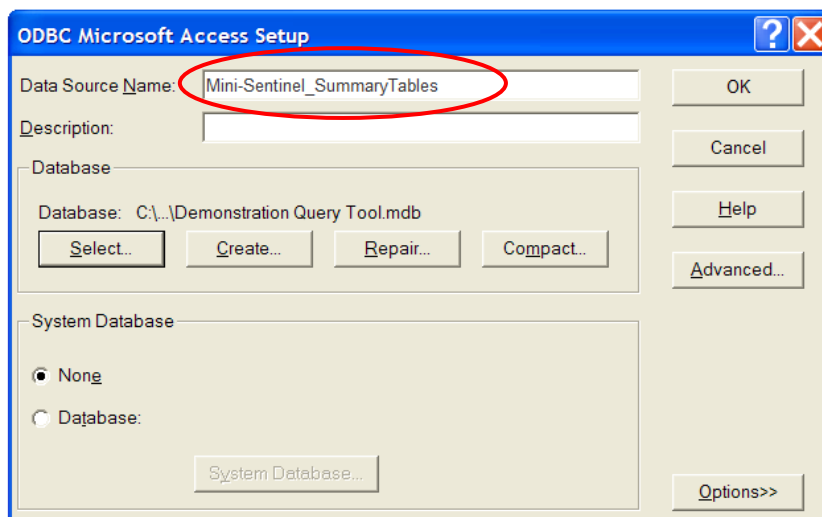 ODBC Microsoft Access Setup
Data Source Name: Mini-Sentinel_SummaryTables
OK
Description:
Cancel
Database
Database: C:\...\Demonstration Query Tool.mdb
Help
Select... Create... Repair... Compact...
Advanced...
System Database
None
Database:
System Database...
Options>>